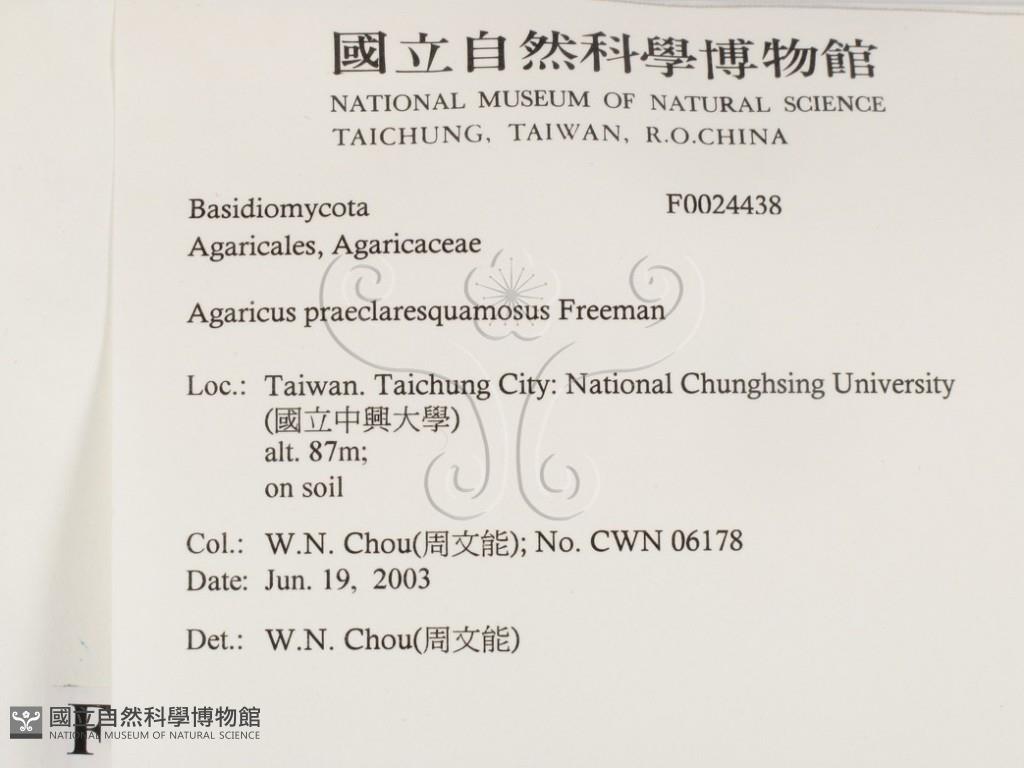 國立自然科學博物館
NATIONAL MUSEUM OF NATURAL SCIENCE
TAICHUNG, TAIWAN, R.O.CHINA
Basidiomycota F0024438
Agaricales, Agaricaceae
Agaricus praeclaresquamosus Freeman
Loc.: Taiwan. Taichung City: National Chunghsing University
(國立中興大學)
alt. 87m;
on soil
Col.: W.N. Chou(周文能); No. CWN 06178
Date: Jun. 19, 2003
Det.: W.N. Chou(周文能)
F
國立自然科學博物館
NATIONAL MUSEUM OF NATURAL SCIENCE